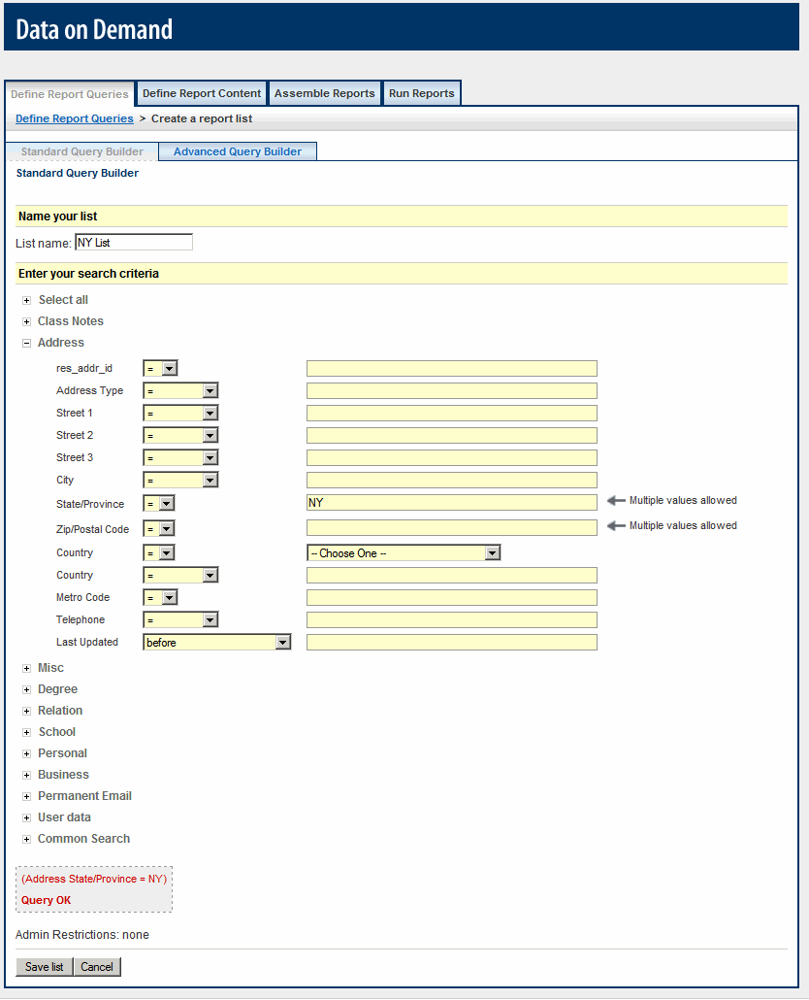 Data on Demand
Define Report Queries Define Report Content Assemble Reports Run Reports
Define Report Queries > Create a report list
Standard Query Builder Advanced Query Builder
Standard Query Builder
Name your list
List name: NY List
Enter your search criteria
Select all
Class Notes
Address
res_addr_id =
Address Type =
Street 1 =
Street 2 =
Street 3 =
City =
State/Province = NY Multiple values allowed
Zip/Postal Code = Multiple values allowed
Country = -- Choose One --
Country =
Metro Code =
Telephone =
Last Updated before
Misc
Degree
Relation
School
Personal
Business
Permanent Email
User data
Common Search
(Address State/Province = NY)
Query OK
Admin Restrictions: none
Save list Cancel